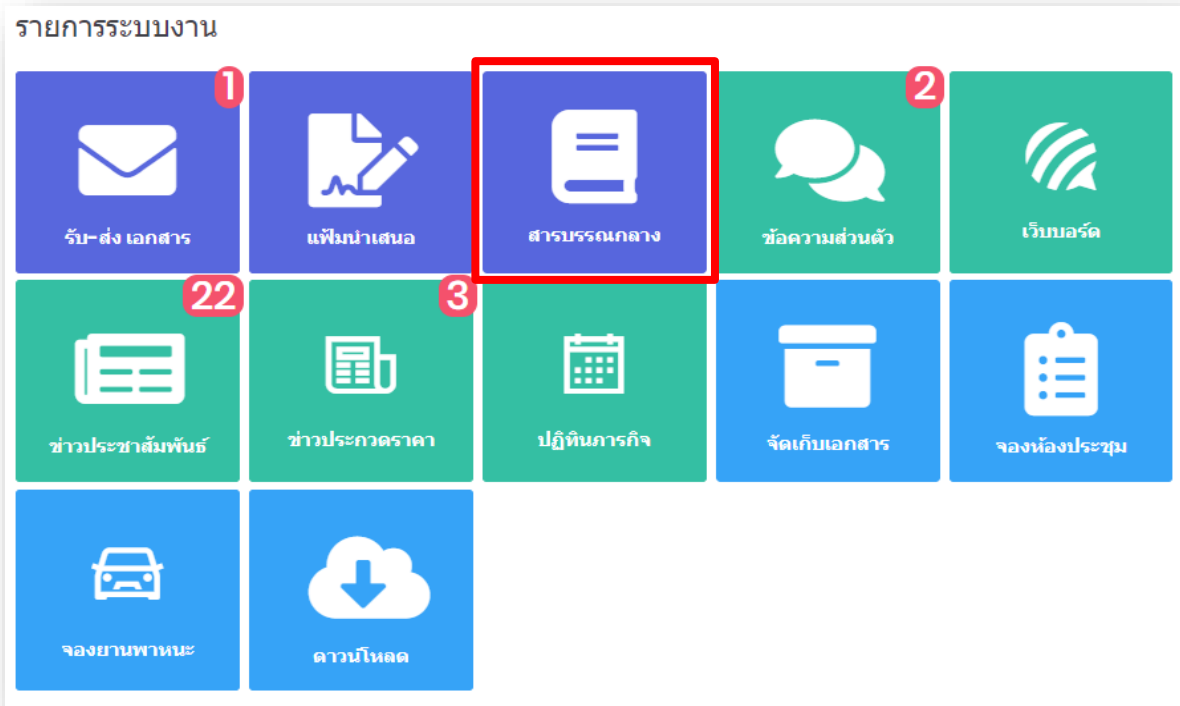 รายการระบบงาน
1
2
รับ-ส่ง เอกสาร
แฟ้มนำเสนอ
สารบรรณกลาง
ข้อความส่วนตัว
เว็บบอร์ด
22
3
ข่าวประชาสัมพันธ์
ข่าวประกวดราคา
ปฏิทินภารกิจ
จัดเก็บเอกสาร
จองห้องประชุม
จองยานพาหนะ
ดาวน์โหลด